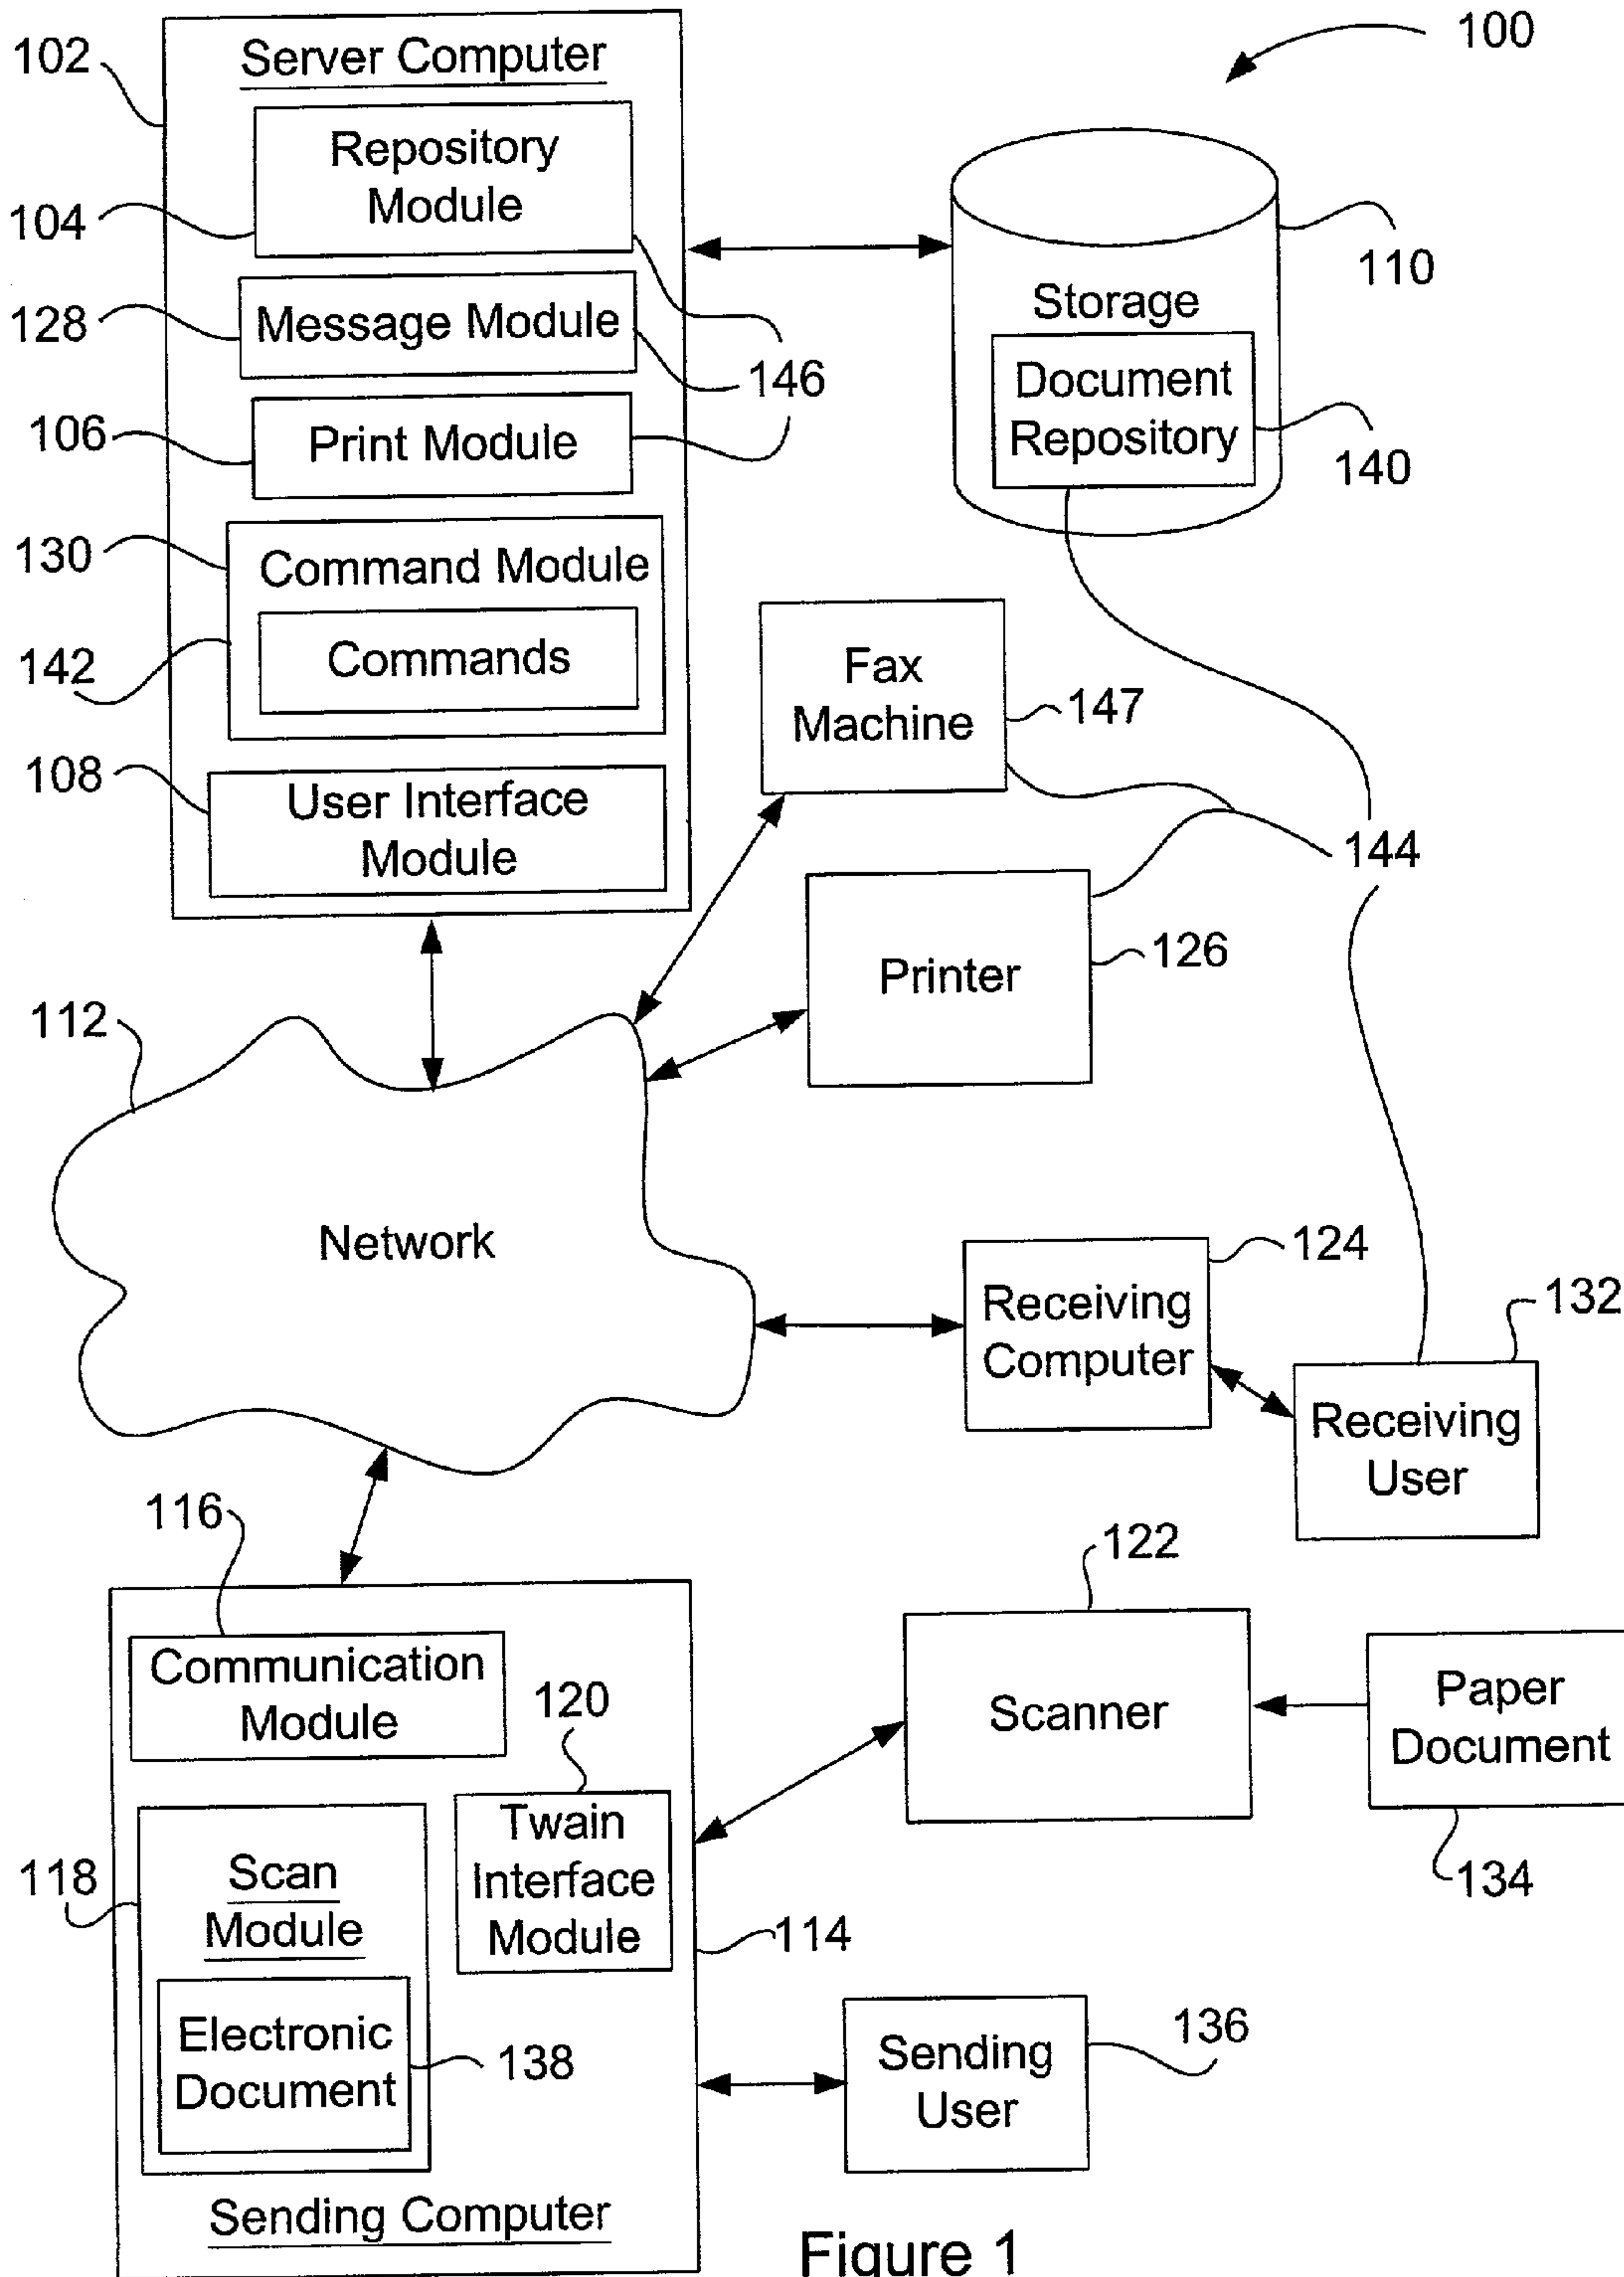 100
102
Server Computer
Repository
Module
104
128
Message Module
146
106
Print Module
130
Command Module
142
Commands
108
User Interface
Module
110
Storage
Document
Repository
140
Fax
Machine
147
144
Printer
126
112
Network
124
Receiving
Computer
132
Receiving
User
116
Communication
Module
120
Twain
Interface
Module
118
Scan
Module
114
Electronic
Document
138
Sending Computer
122
Scanner
Paper
Document
134
136
Sending
User
Figure 1